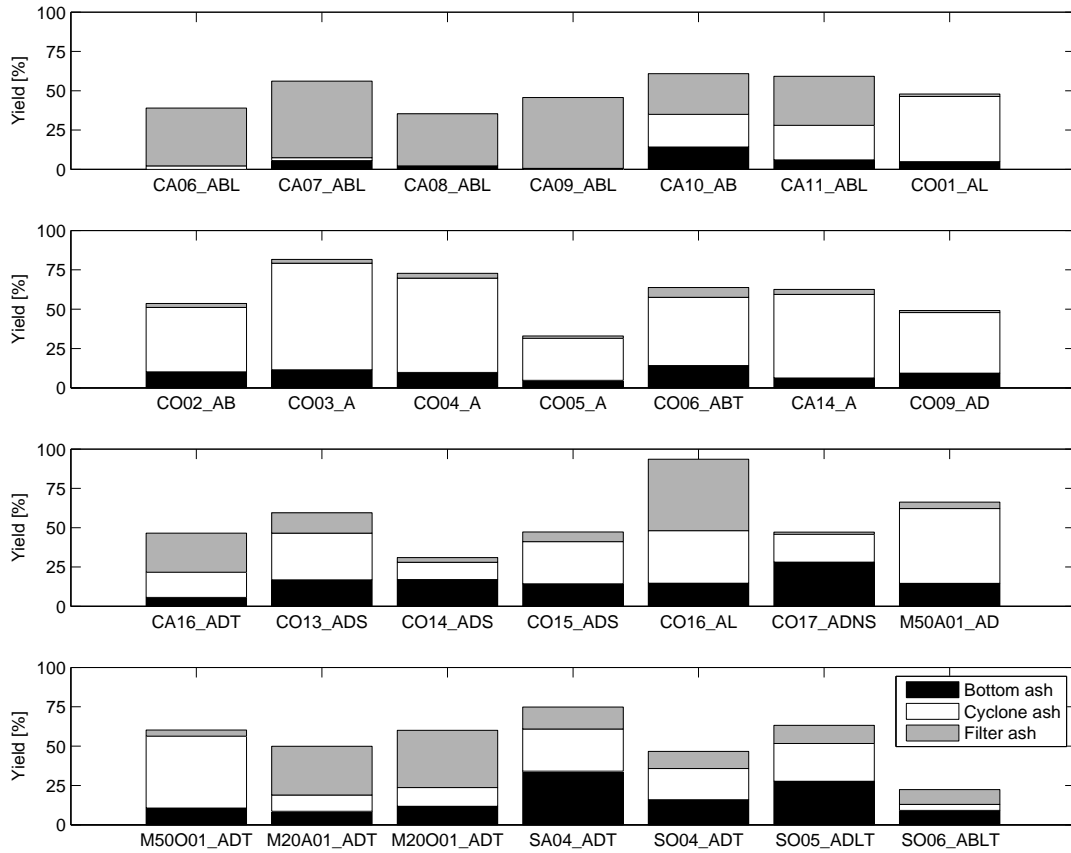 100
75
50
25
0
Yield [%]
CA06_ABL CA07_ABL CA08_ABL CA09_ABL CA10_AB CA11_ABL CO01_AL
100
75
50
25
0
Yield [%]
CO02_AB CO03_A CO04_A CO05_A CO06_ABT CA14_A CO09_AD
100
75
50
25
0
Yield [%]
CA16_ADT CO13_ADS CO14_ADS CO15_ADS CO16_AL CO17_ADNS M50A01_AD
100
75
50
25
0
Yield [%]
Bottom ash
Cyclone ash
Filter ash
M50O01_ADT M20A01_ADT M20O01_ADT SA04_ADT SO04_ADT SO05_ADLT SO06_ABLT